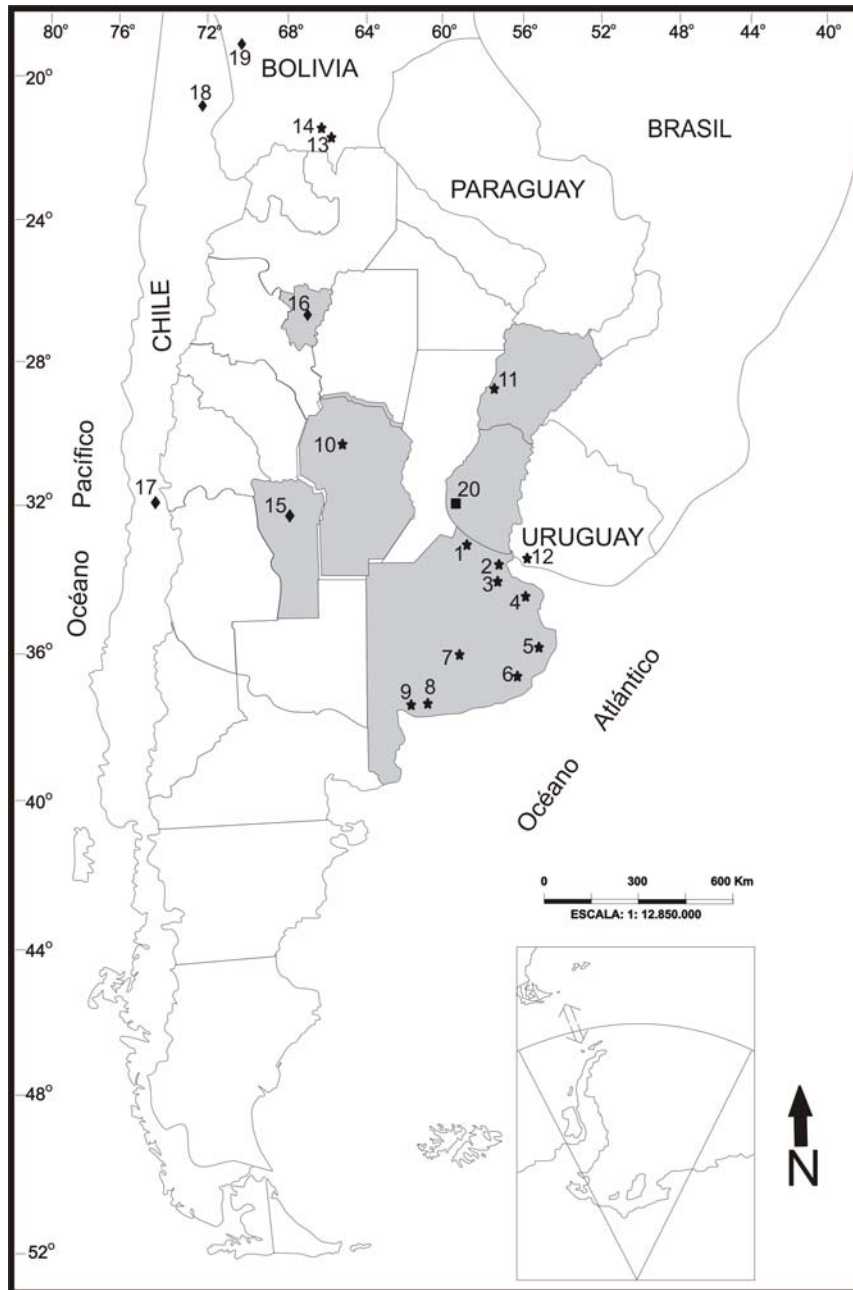 80° 76° 72° 68° 64° 60° 56° 52° 48° 44° 40°
19
BOLIVIA
20°
18
14
13
BRASIL
PARAGUAY
24°
CHILE
16
28°
11
10
Océano Pacífico
17
15
32°
20
URUGUAY
1
2
12
3
4
36°
7
5
6
9
8
Océano Atlántico
40°
0 300 600 Km
ESCALA: 1: 12.850.000
44°
48°
N
52°